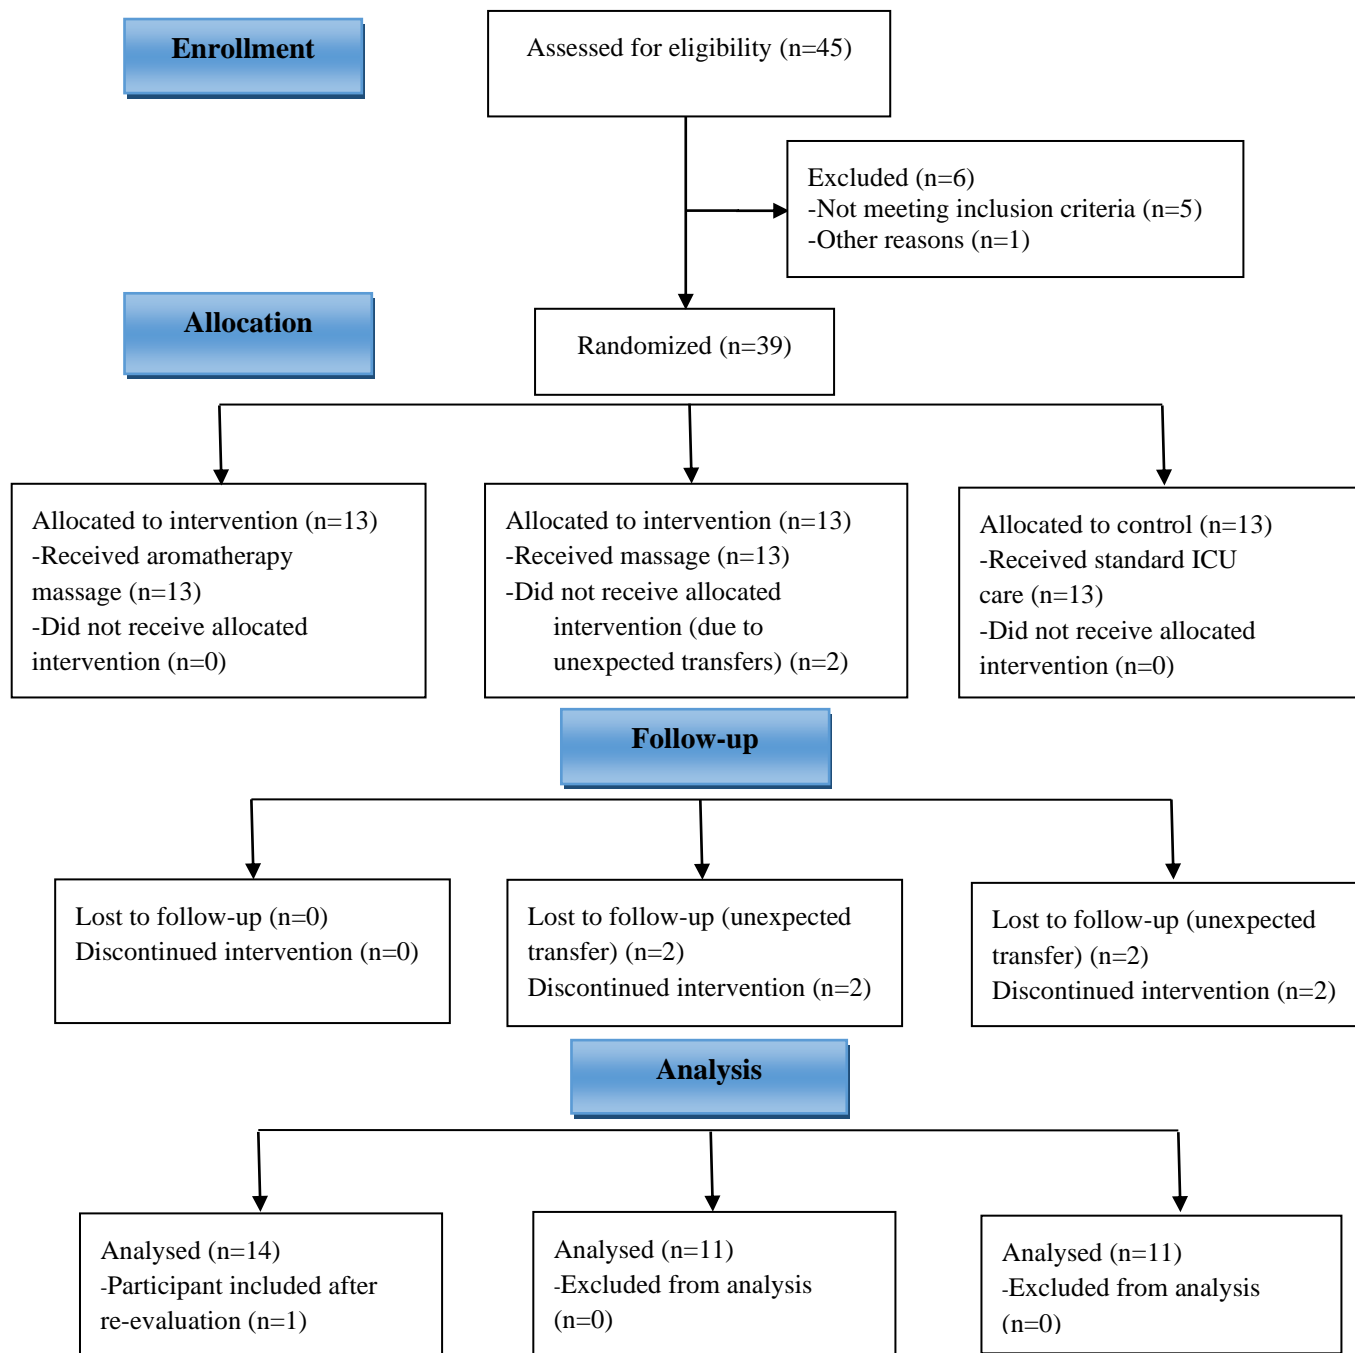 Enrollment
Assessed for eligibility (n=45)
Excluded (n=6)
-Not meeting inclusion criteria (n=5)
-Other reasons (n=1)
Allocation
Randomized (n=39)
Allocated to intervention (n=13)
-Received aromatherapy
massage (n=13)
-Did not receive allocated
intervention (n=0)
Allocated to intervention (n=13)
-Received massage (n=13)
-Did not receive allocated
intervention (due to
unexpected transfers) (n=2)
Allocated to control (n=13)
-Received standard ICU
care (n=13)
-Did not receive allocated
intervention (n=0)
Follow-up
Lost to follow-up (n=0)
Discontinued intervention (n=0)
Lost to follow-up (unexpected
transfer) (n=2)
Discontinued intervention (n=2)
Lost to follow-up (unexpected
transfer) (n=2)
Discontinued intervention (n=2)
Analysis
Analysed (n=14)
-Participant included after
re-evaluation (n=1)
Analysed (n=11)
-Excluded from analysis
(n=0)
Analysed (n=11)
-Excluded from analysis
(n=0)